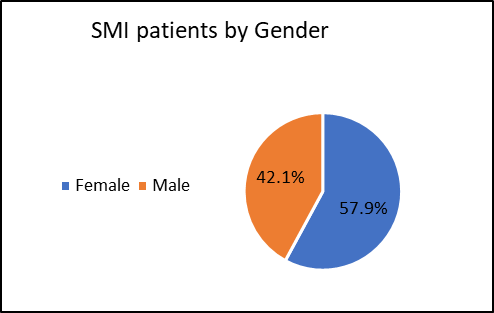 SMI patients by Gender
Female Male
42.1%
57.9%